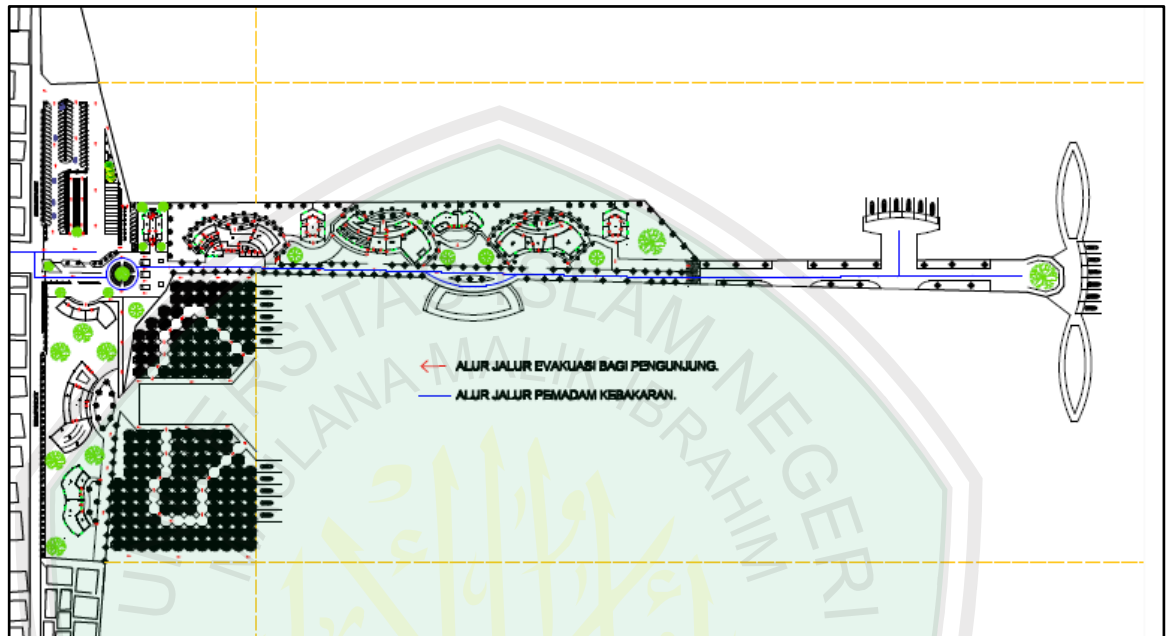 ALUR JALUR EVAKUASI BAGI PENGUNJUNG.
ALUR JALUR PEMADAM KEBAKARAN.
UNIVERSITAS ISLAM NEGERI
MAULANA MALIK IBRAHIM